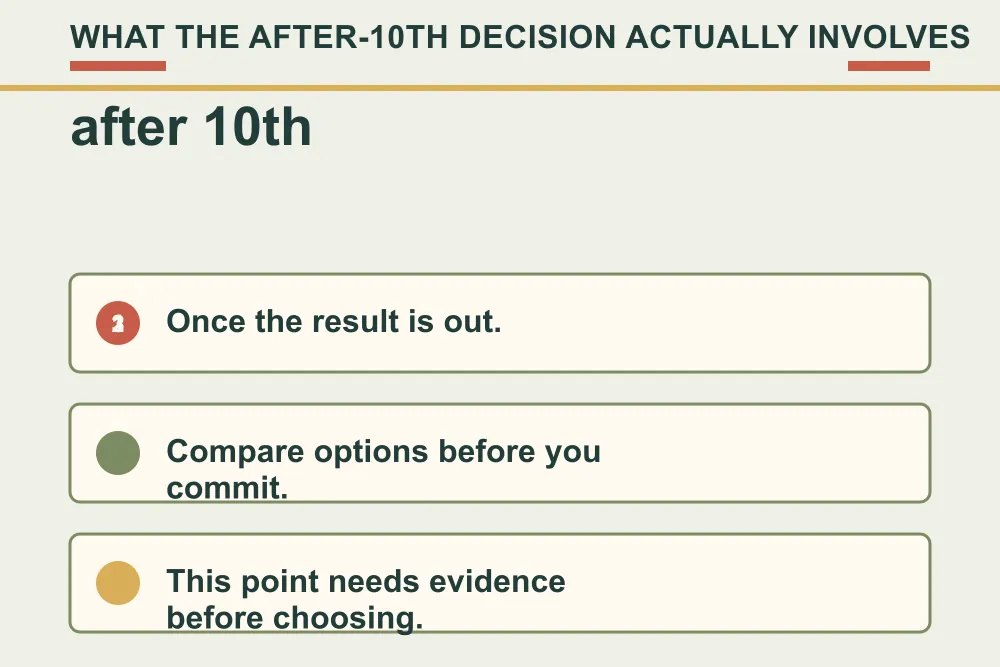 WHAT THE AFTER-10TH DECISION ACTUALLY INVOLVES
after 10th
Once the result is out.
Compare options before you
commit.
This point needs evidence
before choosing.